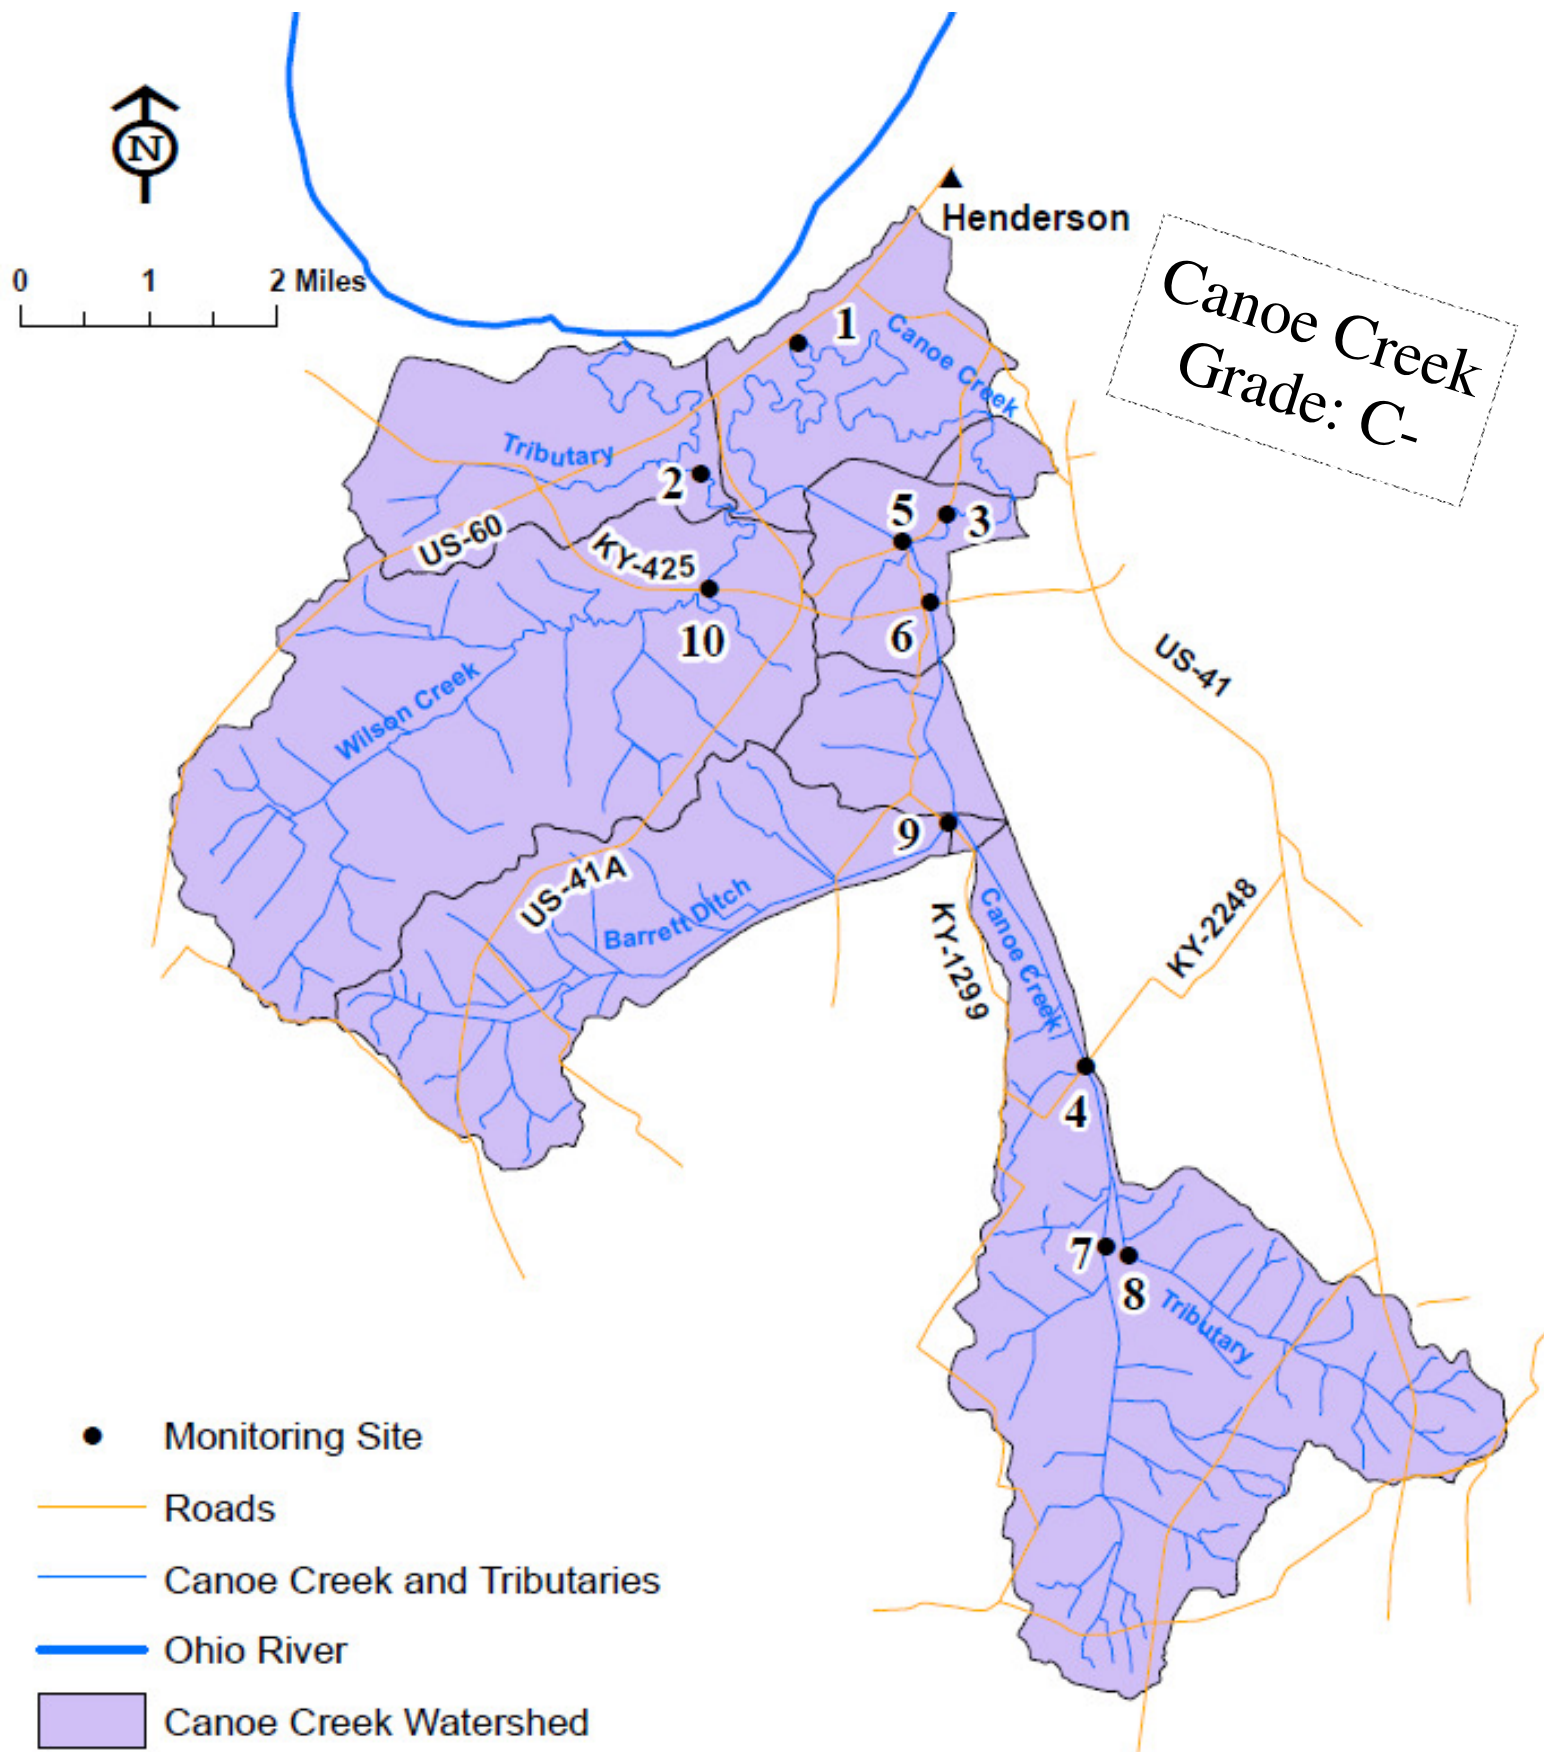 N
Henderson
0 1 2 Miles
Canoe Creek
Grade: C-
1
Canoe Creek
Tributary
2
5
3
US-60
KY-425
10
6
US-41
Wilson Creek
9
US-41A
Barrett Ditch
KY-1299
Canoe Creek
KY-2248
4
7
8
Tributary
Monitoring Site
Roads
Canoe Creek and Tributaries
Ohio River
Canoe Creek Watershed